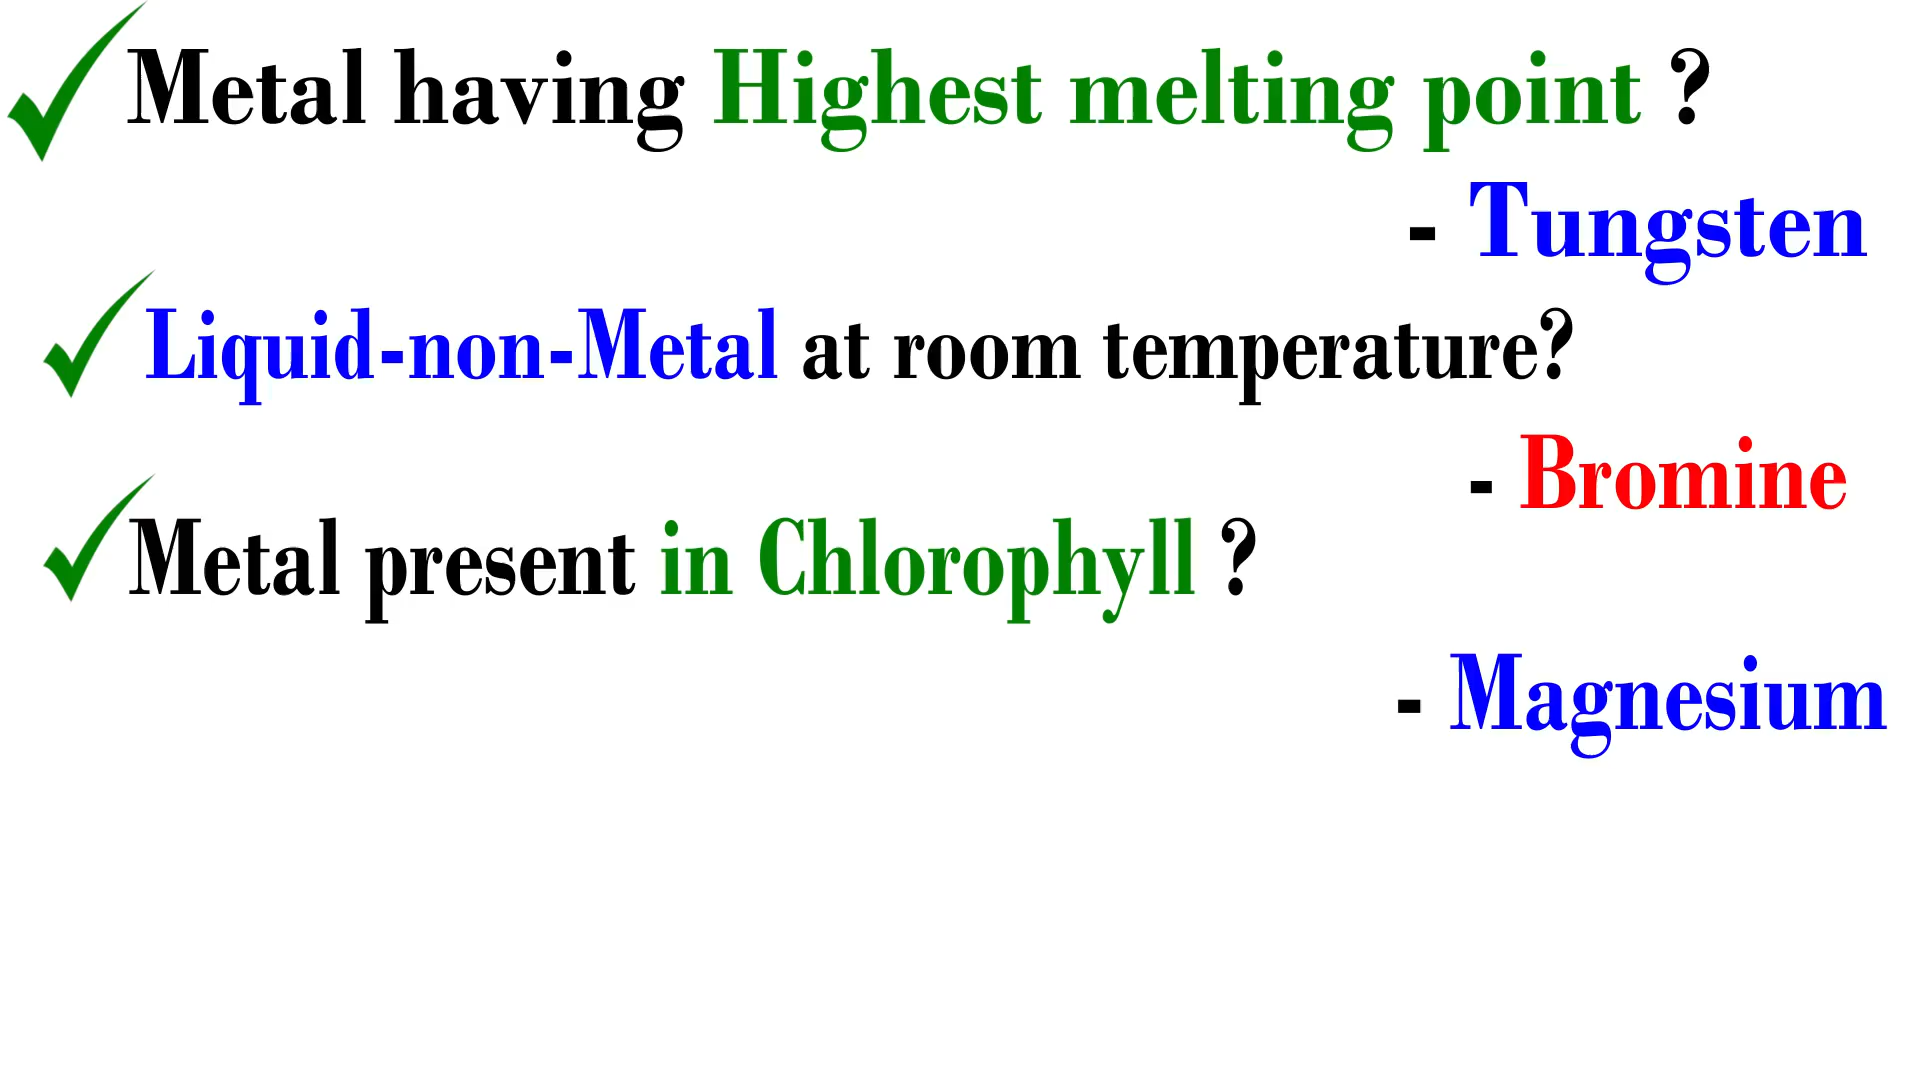 Metal having Highest melting point ?
- Tungsten
Liquid-non-Metal at room temperature?
- Bromine
Metal present in Chlorophyll ?
- Magnesium